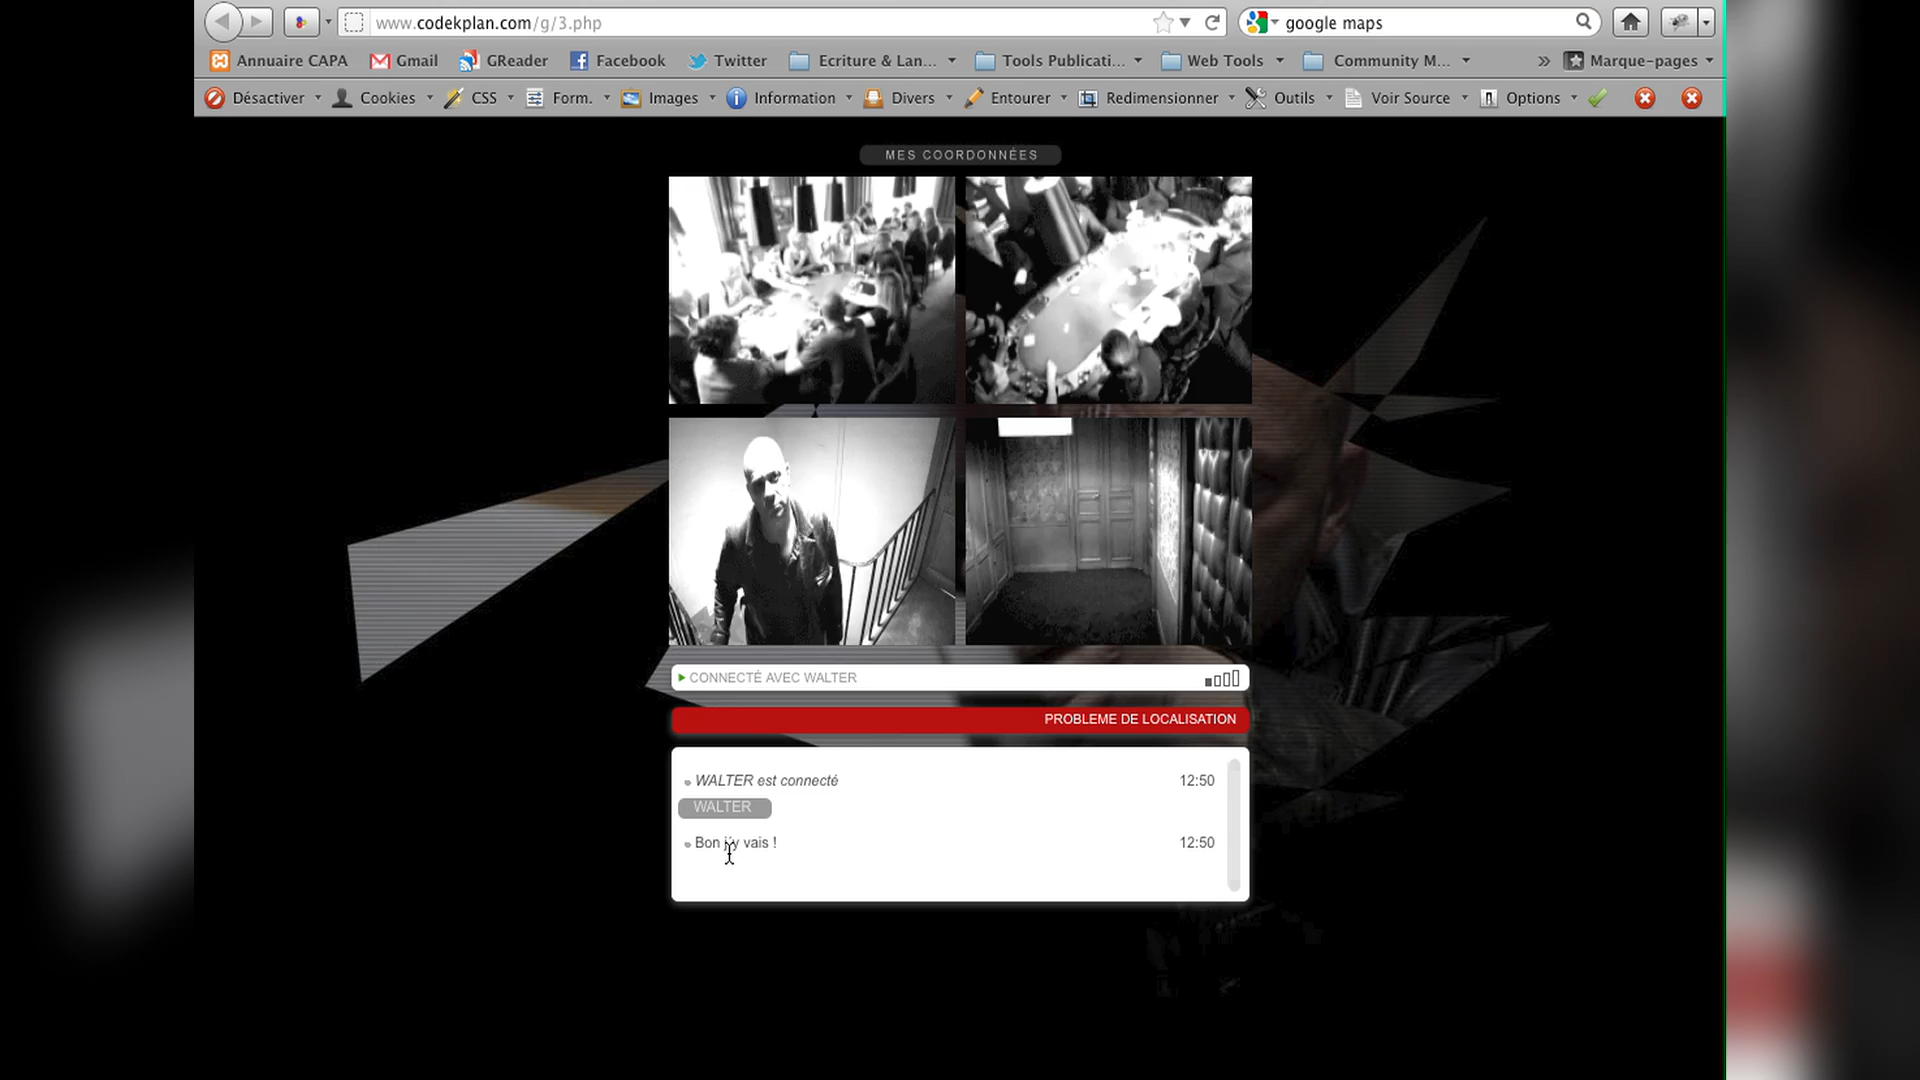 www.codekplan.com/g/3.php
google maps
Annuaire CAPA
Gmail
GReader
Facebook
Twitter
Ecriture & Lan...
Tools Publicati...
Web Tools
Community M...
»
Marque-pages
Désactiver
Cookies
CSS
Form.
Images
Information
Divers
Entourer
Redimensionner
Outils
Voir Source
Options
MES COORDONNÉES
CONNECTÉ AVEC WALTER
PROBLEME DE LOCALISATION
WALTER est connecté 12:50
WALTER
Bon j'y vais ! 12:50